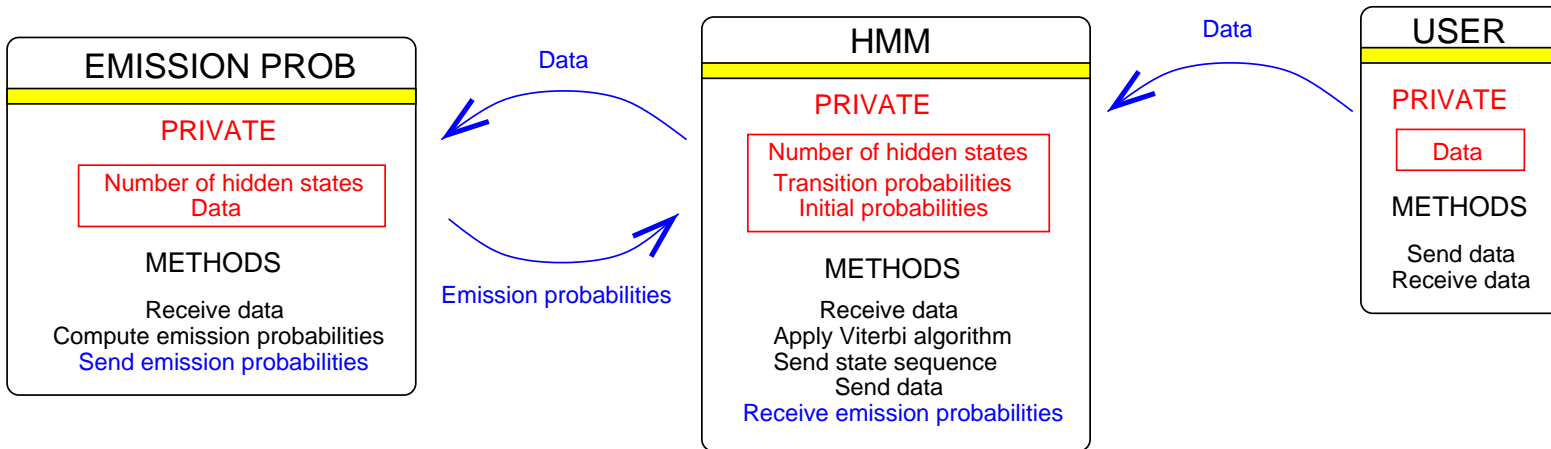 EMISSION PROB
PRIVATE
Number of hidden states
Data
METHODS
Receive data
Compute emission probabilities
Send emission probabilities
Data
Emission probabilities
HMM
PRIVATE
Number of hidden states
Transition probabilities
Initial probabilities
METHODS
Receive data
Apply Viterbi algorithm
Send state sequence
Send data
Receive emission probabilities
Data
USER
PRIVATE
Data
METHODS
Send data
Receive data